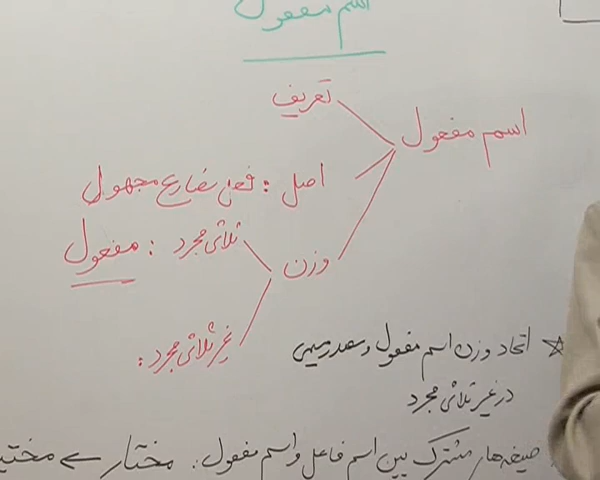 اسم مفعول
تعریف
اسم مفعول
اصل : فعل مضارع مجهول
ثلاثی مجرد : مفعول
وزن
غیر ثلاثی مجرد :
اتحاد وزن اسم مفعول و مصدر میمی
در غیر ثلاثی مجرد
صیغه های مشترک بین اسم فاعل و اسم مفعول : مختار ے